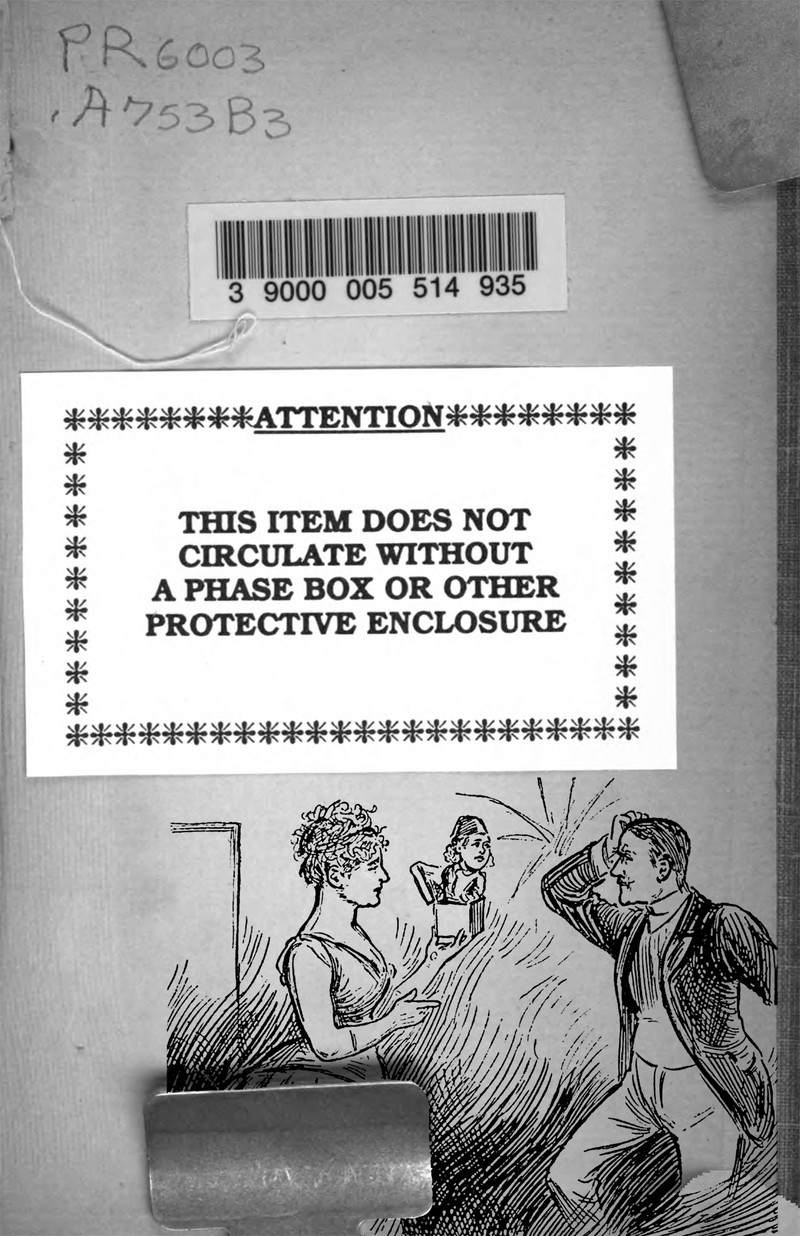 PR6003
.A753B3
3 9000 005 514 935
********ATTENTION********
THIS ITEM DOES NOT
CIRCULATE WITHOUT
A PHASE BOX OR OTHER
PROTECTIVE ENCLOSURE